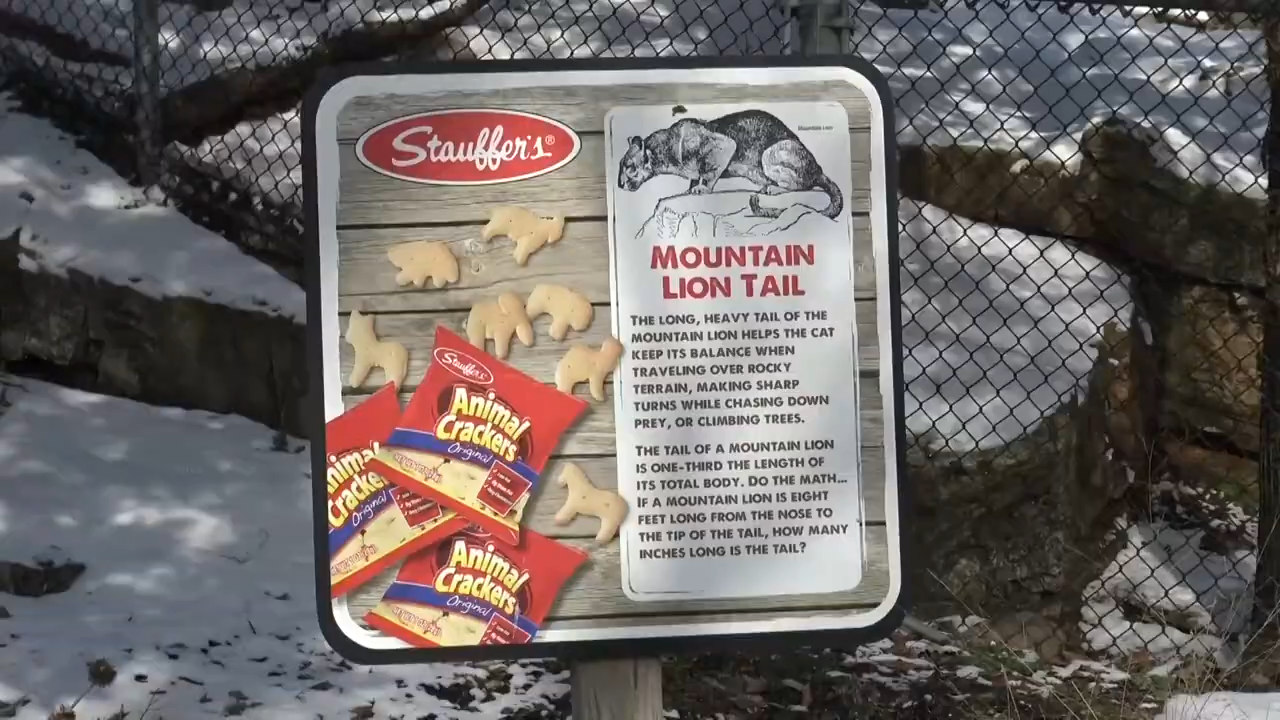 Stauffer's®
Mountain Lion
MOUNTAIN
LION TAIL
THE LONG, HEAVY TAIL OF THE
MOUNTAIN LION HELPS THE CAT
KEEP ITS BALANCE WHEN
TRAVELING OVER ROCKY
TERRAIN, MAKING SHARP
TURNS WHILE CHASING DOWN
PREY, OR CLIMBING TREES.
THE TAIL OF A MOUNTAIN LION
IS ONE-THIRD THE LENGTH OF
ITS TOTAL BODY. DO THE MATH...
IF A MOUNTAIN LION IS EIGHT
FEET LONG FROM THE NOSE TO
THE TIP OF THE TAIL, HOW MANY
INCHES LONG IS THE TAIL?
Stauffer's
Animal
Crackers
Original
Animal
Crackers
Original
Animal
Crackers
Original